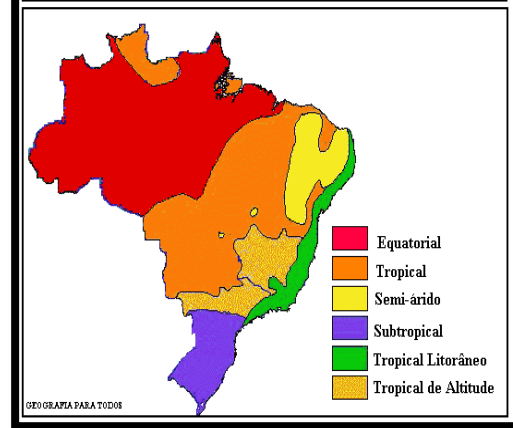 Equatorial
Tropical
Semi-árido
Subtropical
Tropical Litorâneo
Tropical de Altitude
GEOGRAFIA PARA TODOS